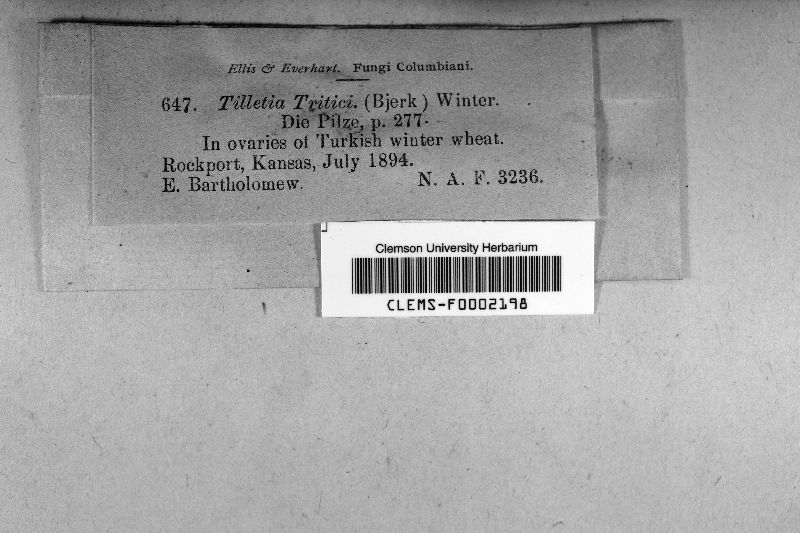 Ellis & Everhart. Fungi Columbiani.
647. Tilletia Tritici. (Bjerk) Winter.
Die Pilze, p. 277.
In ovaries of Turkish winter wheat.
Rockport, Kansas, July 1894.
E. Bartholomew. N. A. F. 3236.
Clemson University Herbarium
CLEMS-F0002198